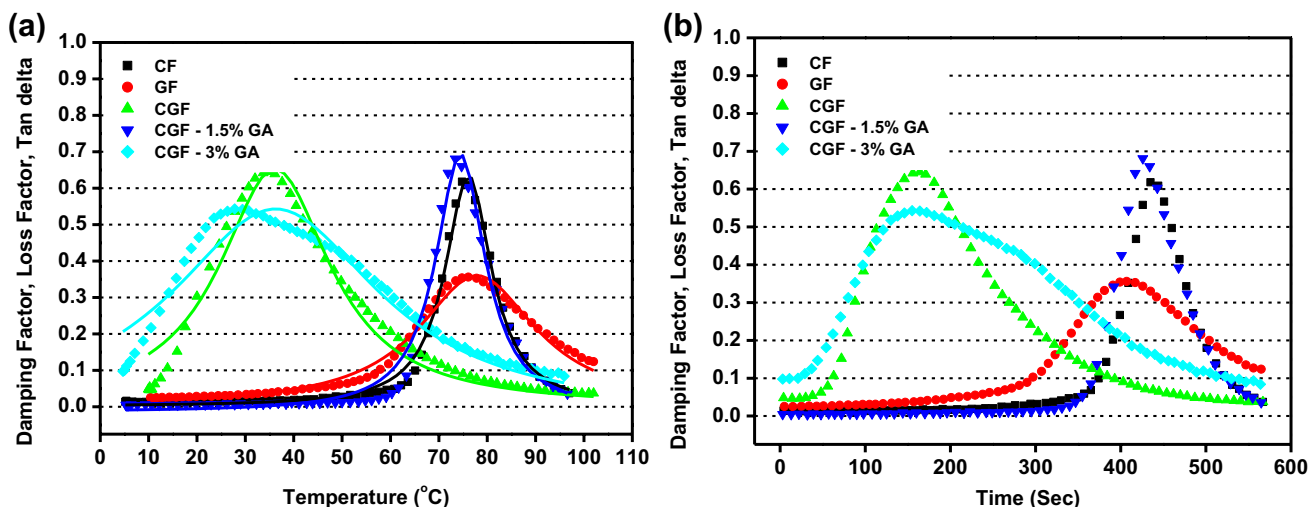 (a)
Damping Factor, Loss Factor, Tan delta
1.0
0.9
0.8
0.7
0.6
0.5
0.4
0.3
0.2
0.1
0.0
CF
GF
CGF
CGF - 1.5% GA
CGF - 3% GA
0 10 20 30 40 50 60 70 80 90 100 110
Temperature (°C)
(b)
Damping Factor, Loss Factor, Tan delta
1.0
0.9
0.8
0.7
0.6
0.5
0.4
0.3
0.2
0.1
0.0
CF
GF
CGF
CGF - 1.5% GA
CGF - 3% GA
0 100 200 300 400 500 600
Time (Sec)